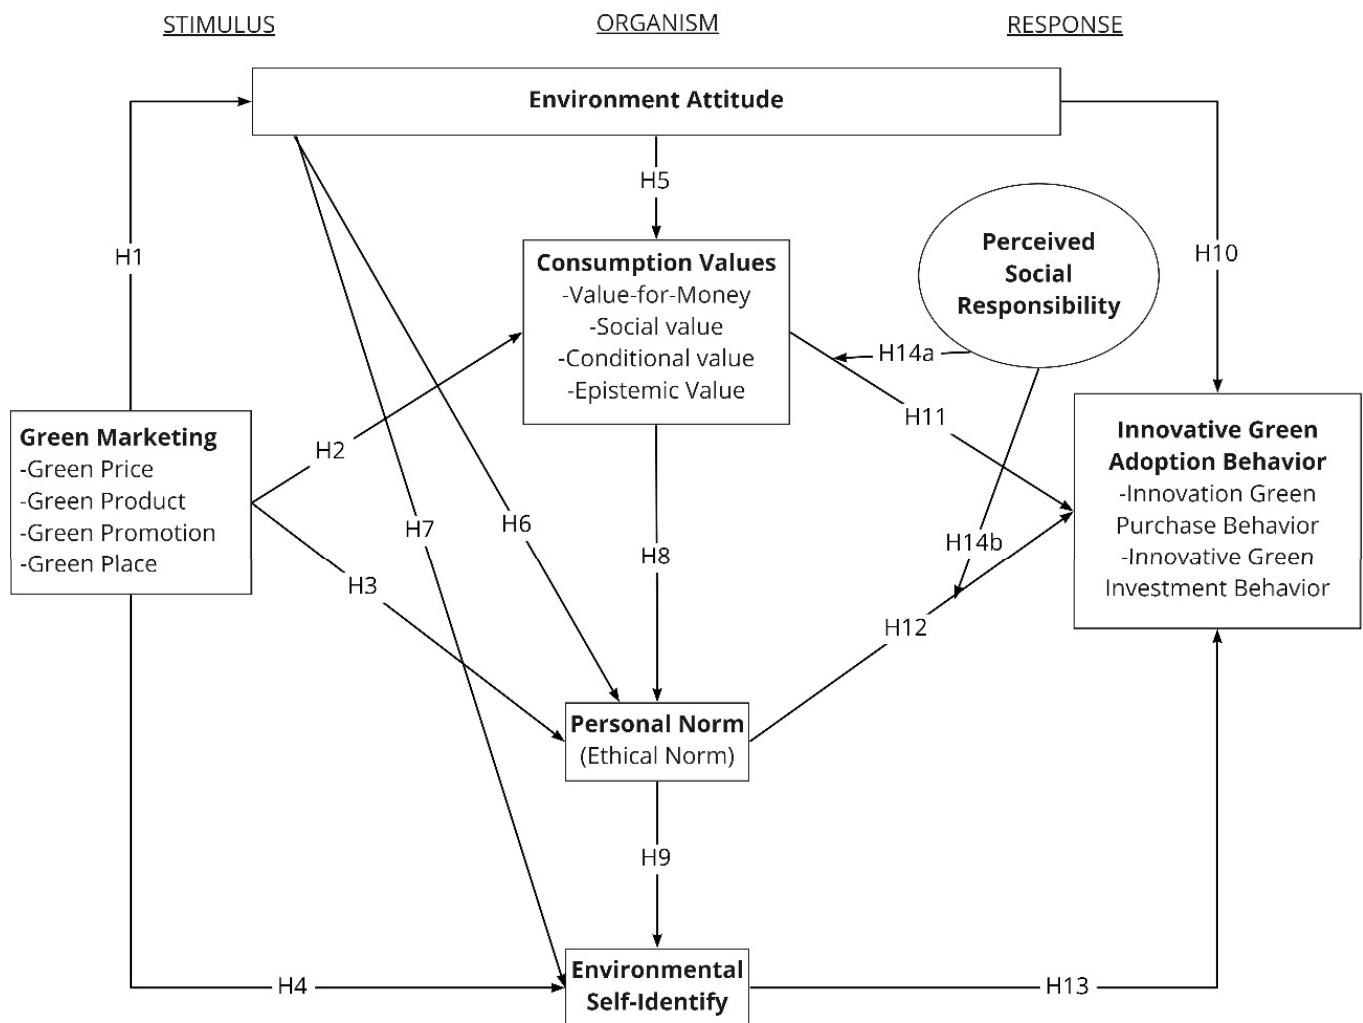 STIMULUS
ORGANISM
RESPONSE
Environment Attitude
H5
H1
Consumption Values
-Value-for-Money
-Social value
-Conditional value
-Epistemic Value
Perceived
Social
Responsibility
H10
H14a
H11
Green Marketing
-Green Price
-Green Product
-Green Promotion
-Green Place
H2
H3
H7
H6
H8
H14b
H12
Innovative Green
Adoption Behavior
-Innovation Green
Purchase Behavior
-Innovative Green
Investment Behavior
Personal Norm
(Ethical Norm)
H9
H4
Environmental
Self-Identify
H13